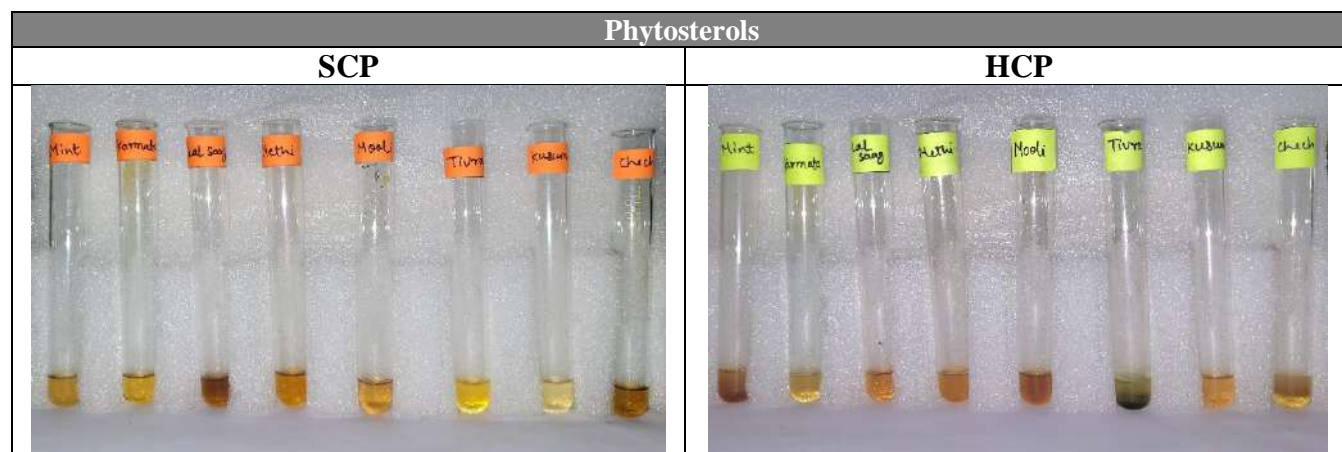 Phytosterols
SCP
HCP
Mint
Methi
Mooli
Tivra
Kusum
Chech
Mint
Lal
saag
Methi
Mooli
Tivra
Kusum
Chech